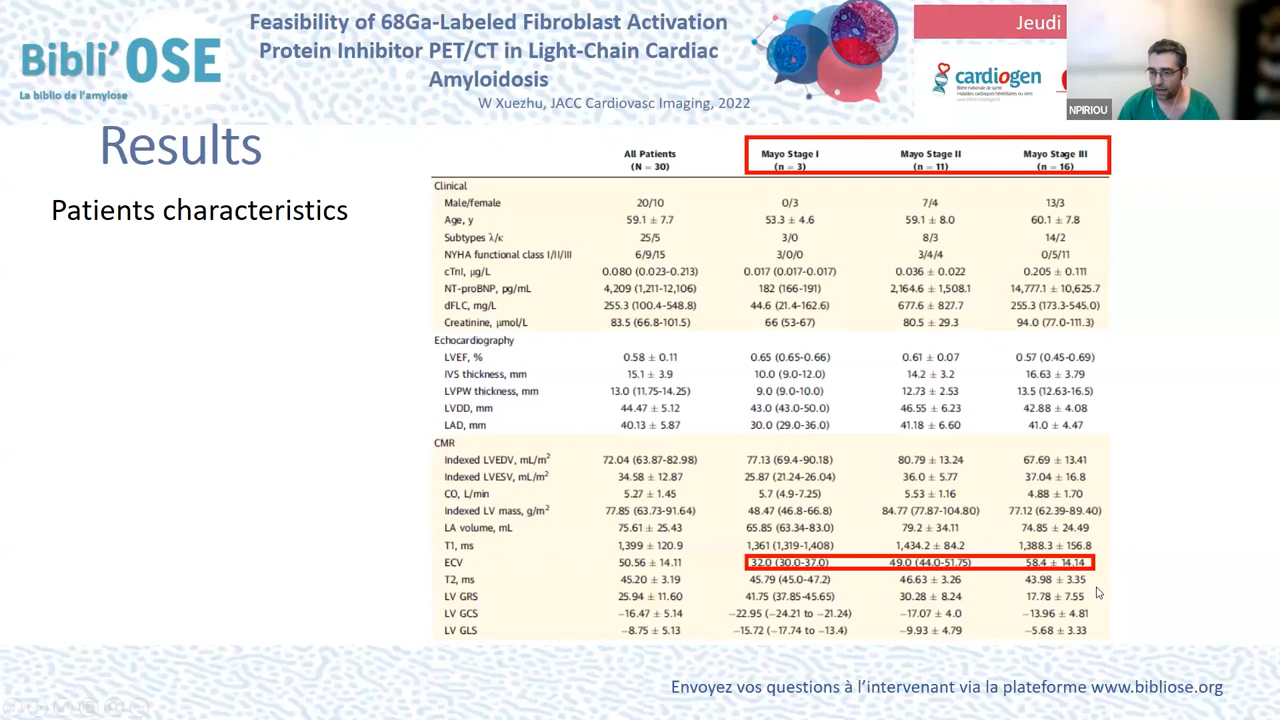 Bibli'OSE
La biblio de l'amylose
Feasibility of 68Ga-Labeled Fibroblast Activation
Protein Inhibitor PET/CT in Light-Chain Cardiac
Amyloidosis
W Xuezhu, JACC Cardiovasc Imaging, 2022
Jeudi
cardiogen
NPIRIOU
Results
Patients characteristics
All Patients Mayo Stage I Mayo Stage II Mayo Stage III
(N = 30) (n = 3) (n = 11) (n = 16)
Clinical
Male/female 20/10 0/3 7/4 13/3
Age, y 59.1 ± 7.7 53.3 ± 4.6 59.1 ± 8.0 60.1 ± 7.8
Subtypes λ/κ 25/5 3/0 8/3 14/2
NYHA functional class I/II/III 6/9/15 3/0/0 3/4/4 0/5/11
cTnI, μg/L 0.080 (0.023-0.213) 0.017 (0.017-0.017) 0.036 ± 0.022 0.205 ± 0.111
NT-proBNP, pg/mL 4,209 (1,211-12,106) 182 (166-191) 2,164.6 ± 1,508.1 14,777.1 ± 10,625.7
dFLC, mg/L 255.3 (100.4-548.8) 44.6 (21.4-162.6) 677.6 ± 827.7 255.3 (173.3-545.0)
Creatinine, μmol/L 83.5 (66.8-101.5) 66 (53-67) 80.5 ± 29.3 94.0 (77.0-111.3)
Echocardiography
LVEF, % 0.58 ± 0.11 0.65 (0.65-0.66) 0.61 ± 0.07 0.57 (0.45-0.69)
IVS thickness, mm 15.1 ± 3.9 10.0 (9.0-12.0) 14.2 ± 3.2 16.63 ± 3.79
LVPW thickness, mm 13.0 (11.75-14.25) 9.0 (9.0-10.0) 12.73 ± 2.53 13.5 (12.63-16.5)
LVDD, mm 44.47 ± 5.12 43.0 (43.0-50.0) 46.55 ± 6.23 42.88 ± 4.08
LAD, mm 40.13 ± 5.87 30.0 (29.0-36.0) 41.18 ± 6.60 41.0 ± 4.47
CMR
Indexed LVEDV, mL/m² 72.04 (63.87-82.98) 77.13 (69.4-90.18) 80.79 ± 13.24 67.69 ± 13.41
Indexed LVESV, mL/m² 34.58 ± 12.87 25.87 (21.24-26.04) 36.0 ± 5.77 37.04 ± 16.8
CO, L/min 5.27 ± 1.45 5.7 (4.9-7.25) 5.53 ± 1.16 4.88 ± 1.70
Indexed LV mass, g/m² 77.85 (63.73-91.64) 48.47 (46.8-66.8) 84.77 (77.87-104.80) 77.12 (62.39-89.40)
LA volume, mL 75.61 ± 25.43 65.85 (63.34-83.0) 79.2 ± 34.11 74.85 ± 24.49
T1, ms 1,399 ± 120.9 1,361 (1,319-1,408) 1,434.2 ± 84.2 1,388.3 ± 156.8
ECV 50.56 ± 14.11 32.0 (30.0-37.0) 49.0 (44.0-51.75) 58.4 ± 14.14
T2, ms 45.20 ± 3.19 45.79 (45.0-47.2) 46.63 ± 3.26 43.98 ± 3.35
LV GRS 25.94 ± 11.60 41.75 (37.85-45.65) 30.28 ± 8.24 17.78 ± 7.55
LV GCS −16.47 ± 5.14 −22.95 (−24.21 to −21.24) −17.07 ± 4.0 −13.96 ± 4.81
LV GLS −8.75 ± 5.13 −15.72 (−17.74 to −13.4) −9.93 ± 4.79 −5.68 ± 3.33
Envoyez vos questions à l'intervenant via la plateforme www.bibliose.org